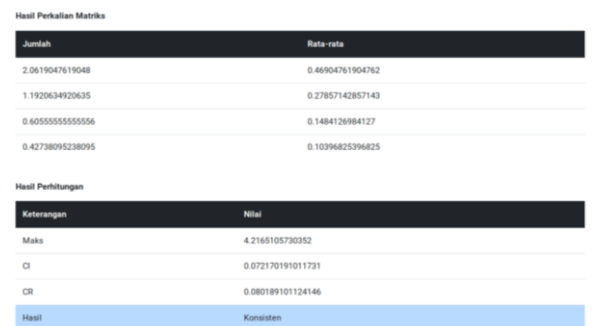 Hasil Perkalian Matriks
Jumlah Rata-rata
2.0619047619048 0.46904761904762
1.1920634920635 0.27857142857143
0.60555555555556 0.1484126984127
0.42738095238095 0.10396825396825
Hasil Perhitungan
Keterangan Nilai
Maks 4.2165105730352
CI 0.072170191011731
CR 0.080189101124146
Hasil Konsisten